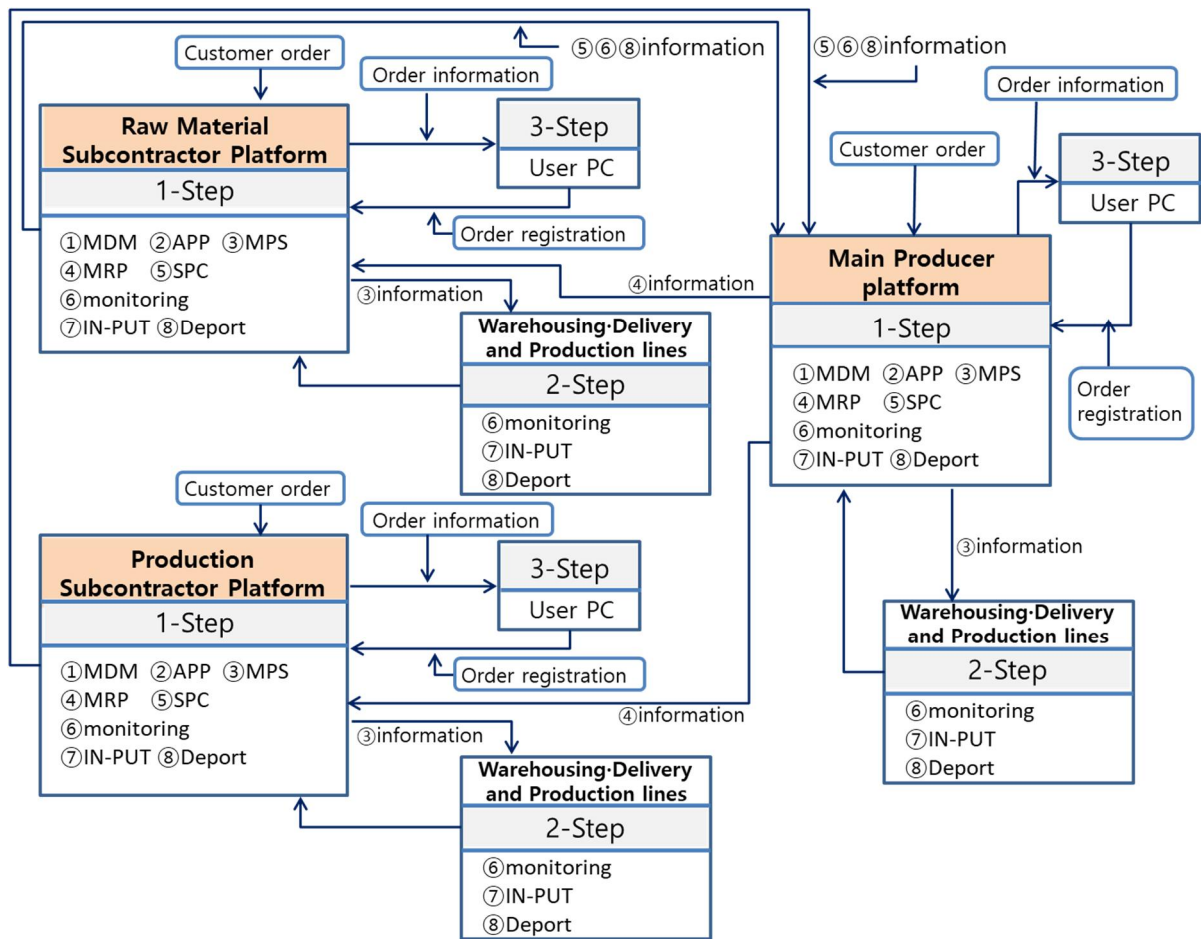 ⑤⑥⑧information
⑤⑥⑧information
Customer order
Order information
Raw Material
Subcontractor Platform
1-Step
①MDM ②APP ③MPS
④MRP ⑤SPC
⑥monitoring
⑦IN-PUT ⑧Deport
3-Step
User PC
Order registration
③information
④information
Warehousing·Delivery
and Production lines
2-Step
⑥monitoring
⑦IN-PUT
⑧Deport
Order information
Customer order
3-Step
User PC
Main Producer
platform
1-Step
①MDM ②APP ③MPS
④MRP ⑤SPC
⑥monitoring
⑦IN-PUT ⑧Deport
Order
registration
③information
Warehousing·Delivery
and Production lines
2-Step
⑥monitoring
⑦IN-PUT
⑧Deport
Customer order
Order information
Production
Subcontractor Platform
1-Step
①MDM ②APP ③MPS
④MRP ⑤SPC
⑥monitoring
⑦IN-PUT ⑧Deport
3-Step
User PC
Order registration
③information
④information
Warehousing·Delivery
and Production lines
2-Step
⑥monitoring
⑦IN-PUT
⑧Deport